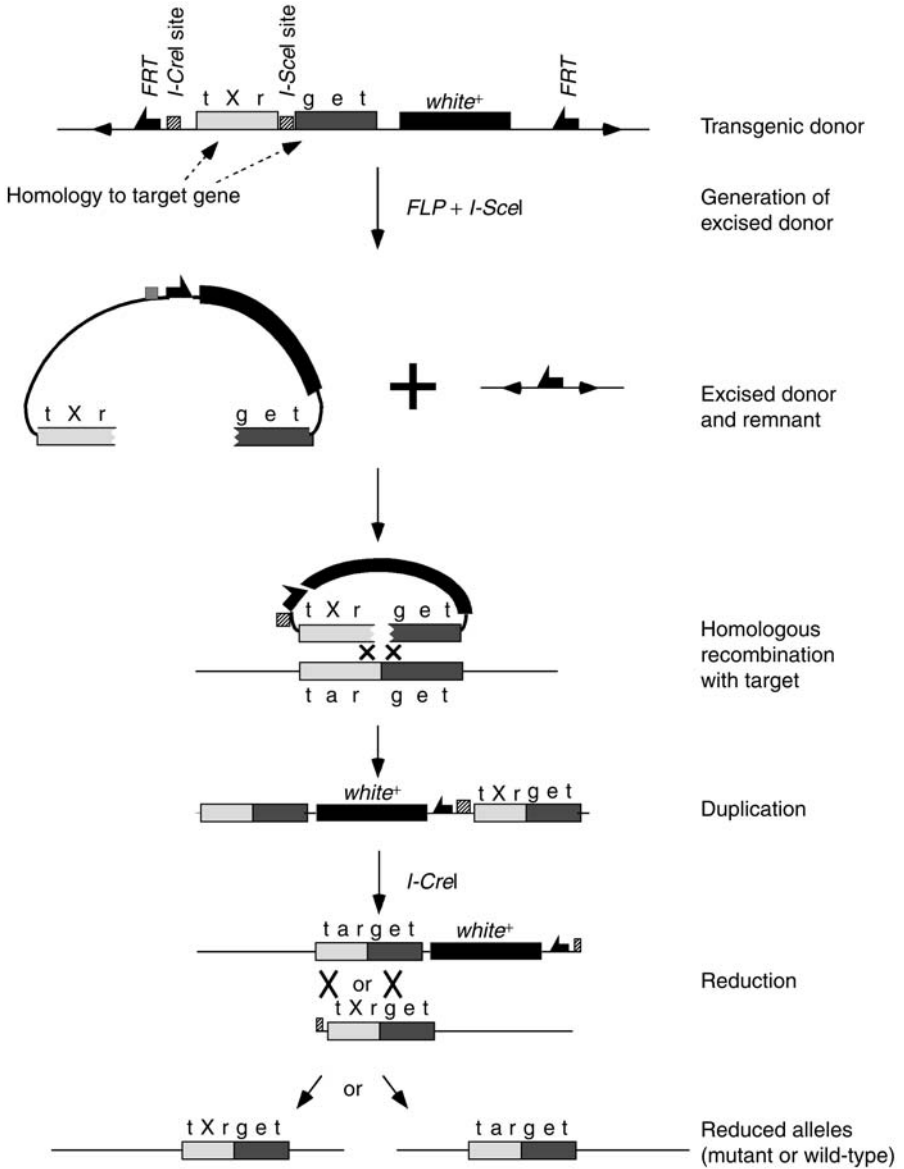 FRT
I-CreI site
I-SceI site
FRT
t X r
g e t
white+
Transgenic donor
Homology to target gene
FLP + I-SceI
Generation of
excised donor
t X r
g e t
Excised donor
and remnant
t X r
g e t
t a r
g e t
Homologous
recombination
with target
white+
t X r g e t
Duplication
I-CreI
t a r g e t
white+
or
t X r g e t
Reduction
or
t X r g e t
t a r g e t
Reduced alleles
(mutant or wild-type)